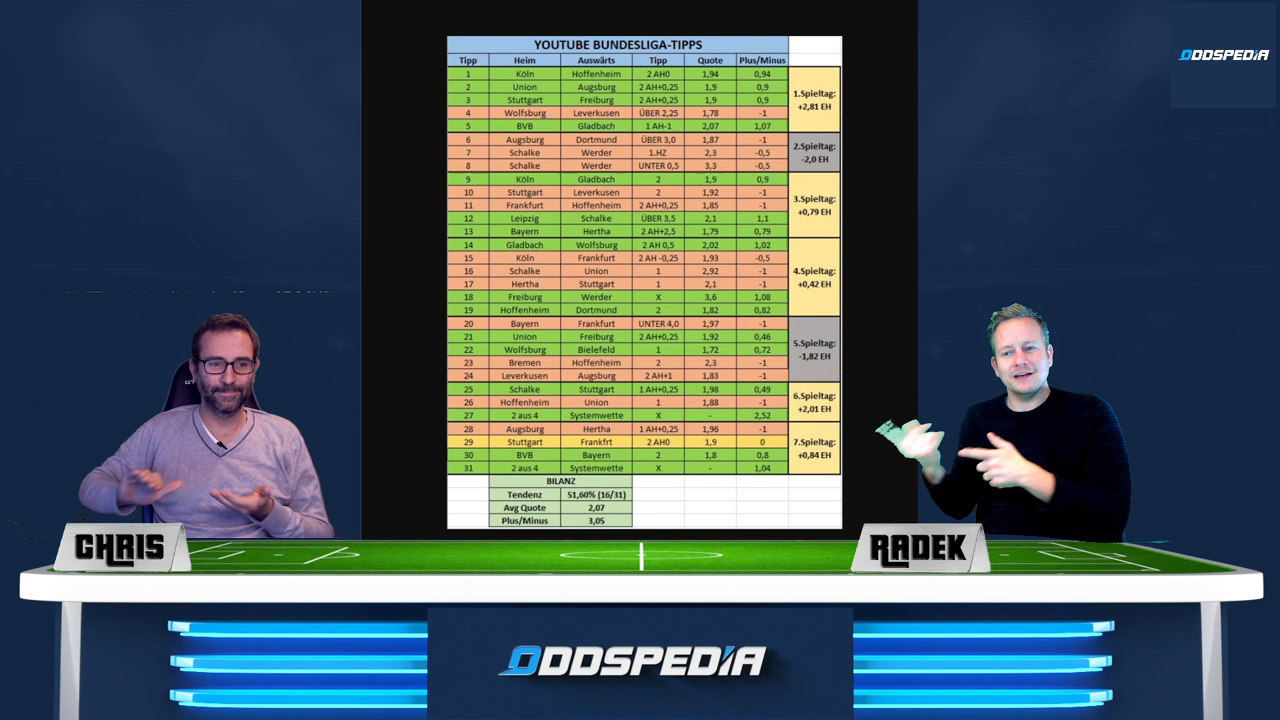 YOUTUBE BUNDESLIGA-TIPPS
Tipp Heim Auswärts Tipp Quote Plus/Minus
1 Köln Hoffenheim 2 AH0 1,94 0,94
2 Union Augsburg 2 AH+0,25 1,9 0,9
3 Stuttgart Freiburg 2 AH+0,25 1,9 0,9
4 Wolfsburg Leverkusen ÜBER 2,25 1,78 -1
5 BVB Gladbach 1 AH-1 2,07 1,07
1.Spieltag:
+2,81 EH
6 Augsburg Dortmund ÜBER 3,0 1,87 -1
7 Schalke Werder 1.HZ 2,3 -0,5
8 Schalke Werder UNTER 0,5 3,3 -0,5
2.Spieltag:
-2,0 EH
9 Köln Gladbach 2 1,9 0,9
10 Stuttgart Leverkusen 2 1,92 -1
11 Frankfurt Hoffenheim 2 AH+0,25 1,85 -1
12 Leipzig Schalke ÜBER 3,5 2,1 1,1
13 Bayern Hertha 2 AH+2,5 1,79 0,79
3.Spieltag:
+0,79 EH
14 Gladbach Wolfsburg 2 AH 0,5 2,02 1,02
15 Köln Frankfurt 2 AH -0,25 1,93 -0,5
16 Schalke Union 1 2,92 -1
17 Hertha Stuttgart 1 2,1 -1
18 Freiburg Werder X 3,6 1,08
19 Hoffenheim Dortmund 2 1,82 0,82
4.Spieltag:
+0,42 EH
20 Bayern Frankfurt UNTER 4,0 1,97 -1
21 Union Freiburg 2 AH+0,25 1,92 0,46
22 Wolfsburg Bielefeld 1 1,72 0,72
23 Bremen Hoffenheim 2 2,3 -1
24 Leverkusen Augsburg 2 AH+1 1,83 -1
5.Spieltag:
-1,82 EH
25 Schalke Stuttgart 1 AH+0,25 1,98 0,49
26 Hoffenheim Union 1 1,88 -1
27 2 aus 4 Systemwette X - 2,52
6.Spieltag:
+2,01 EH
28 Augsburg Hertha 1 AH+0,25 1,96 -1
29 Stuttgart Frankfrt 2 AH0 1,9 0
30 BVB Bayern 2 1,8 0,8
31 2 aus 4 Systemwette X - 1,04
7.Spieltag:
+0,84 EH
BILANZ
Tendenz 51,60% (16/31)
Avg Quote 2,07
Plus/Minus 3,05
ODDSPEDIA
CHRIS
RADEK
ODDSPEDIA